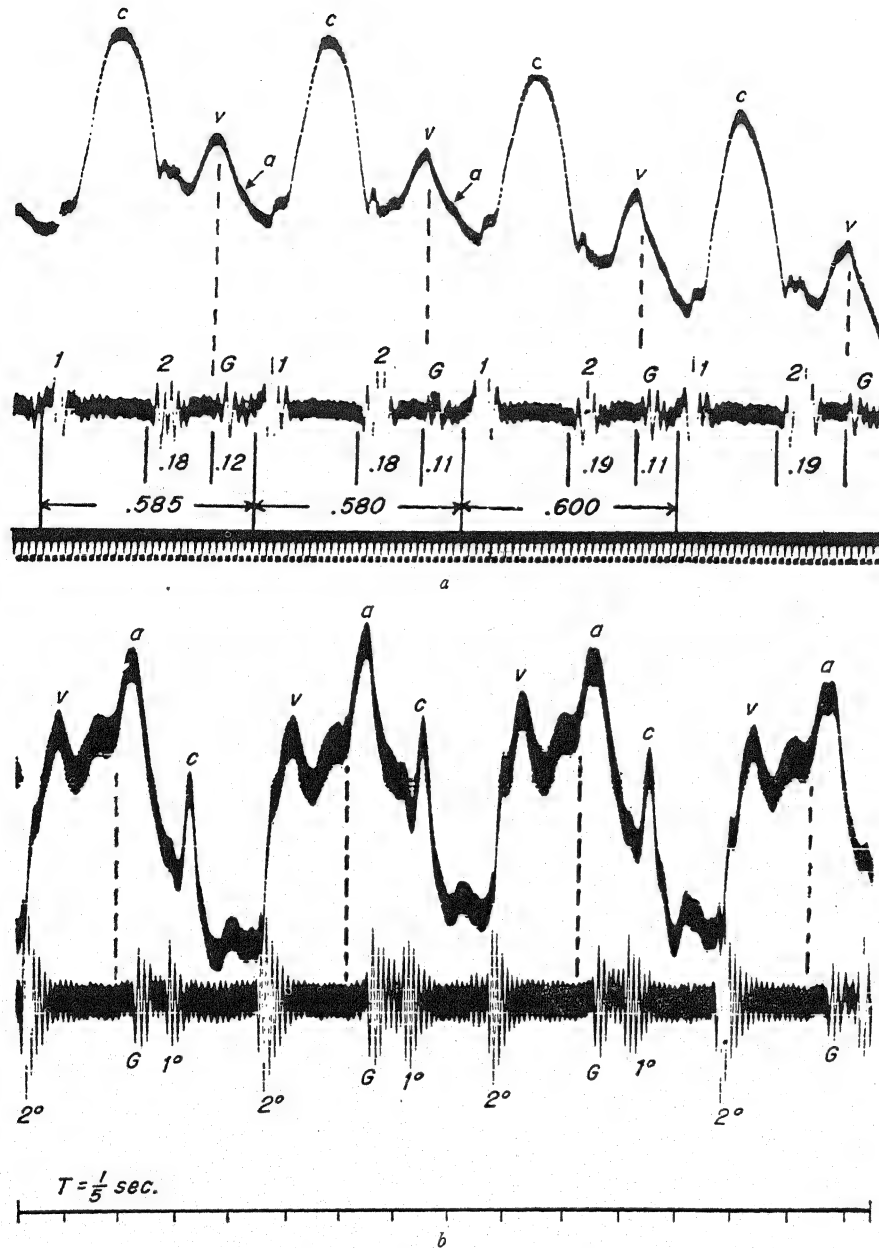 c c c c
v v v v
a a
1 2 G 1 2 G 1 2 G 1 2 G
.18 .12 .18 .11 .19 .11 .19
.585 .580 .600
a
a a a a
v v v v
c c c
G 1° G 1° G 1° G
2° 2° 2° 2°
T = 1/5 sec.
b